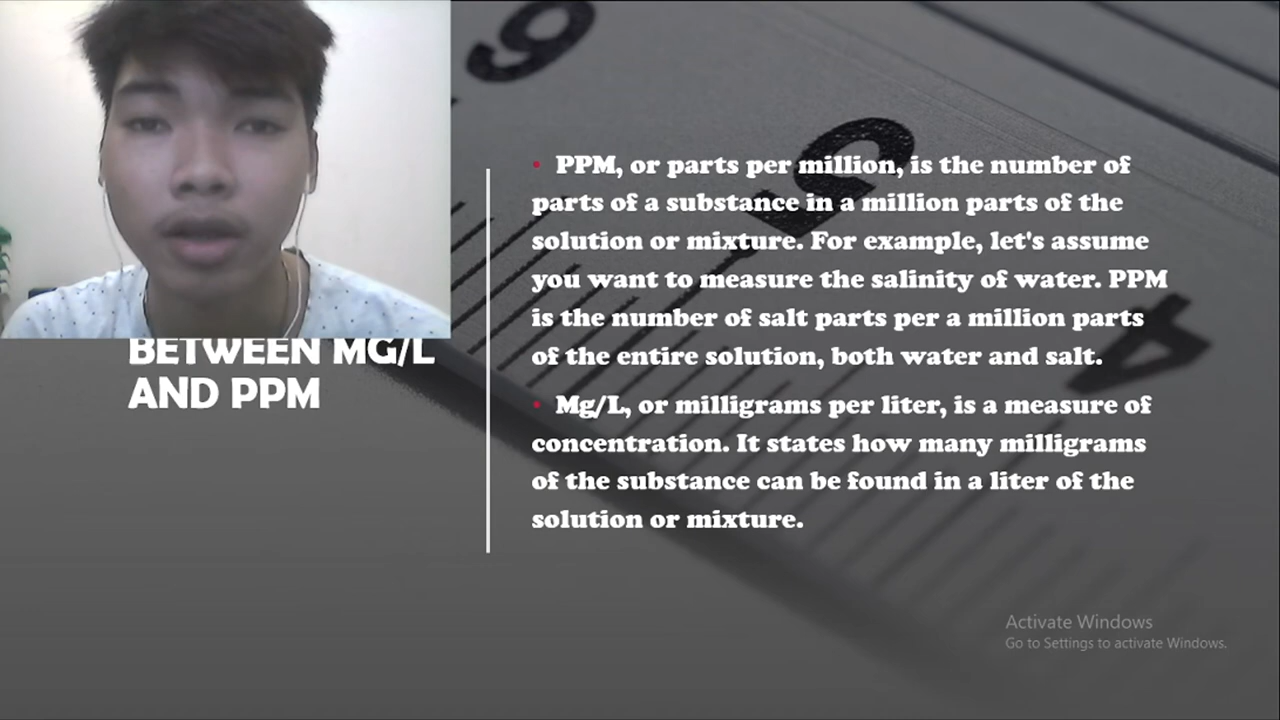 BETWEEN MG/L
AND PPM
• PPM, or parts per million, is the number of
parts of a substance in a million parts of the
solution or mixture. For example, let's assume
you want to measure the salinity of water. PPM
is the number of salt parts per a million parts
of the entire solution, both water and salt.
• Mg/L, or milligrams per liter, is a measure of
concentration. It states how many milligrams
of the substance can be found in a liter of the
solution or mixture.
6
5
4
Activate Windows
Go to Settings to activate Windows.